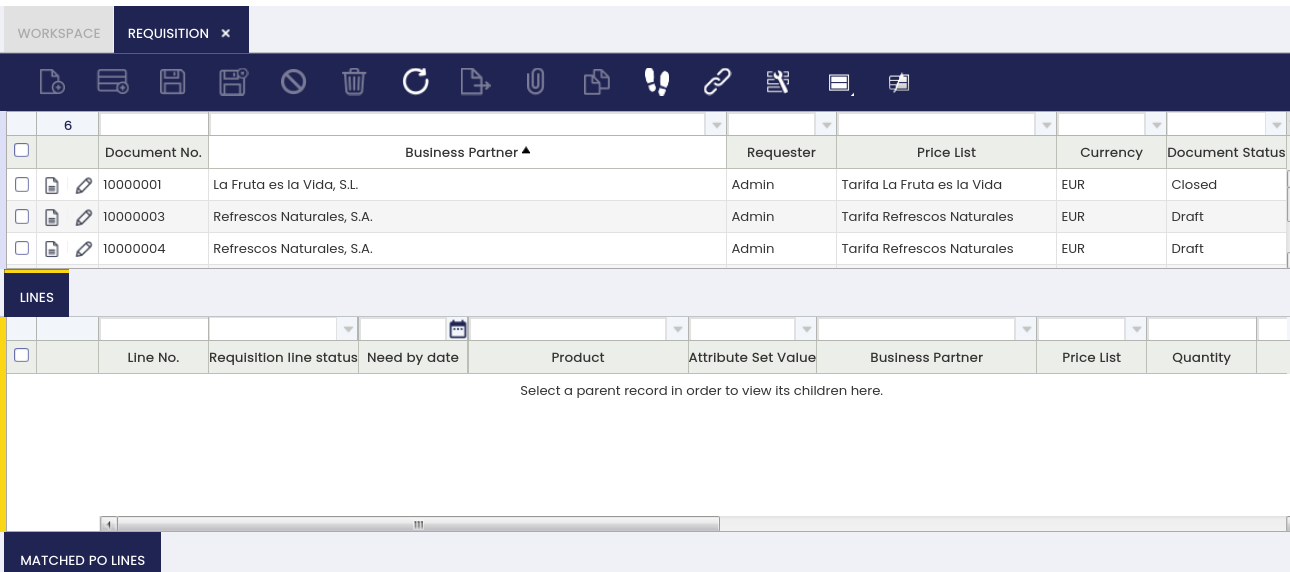 WORKSPACE REQUISITION
6
Document No. Business Partner Requester Price List Currency Document Status
10000001 La Fruta es la Vida, S.L. Admin Tarifa La Fruta es la Vida EUR Closed
10000003 Refrescos Naturales, S.A. Admin Tarifa Refrescos Naturales EUR Draft
10000004 Refrescos Naturales, S.A. Admin Tarifa Refrescos Naturales EUR Draft
LINES
Line No. Requisition line status Need by date Product Attribute Set Value Business Partner Price List Quantity
Select a parent record in order to view its children here.
MATCHED PO LINES